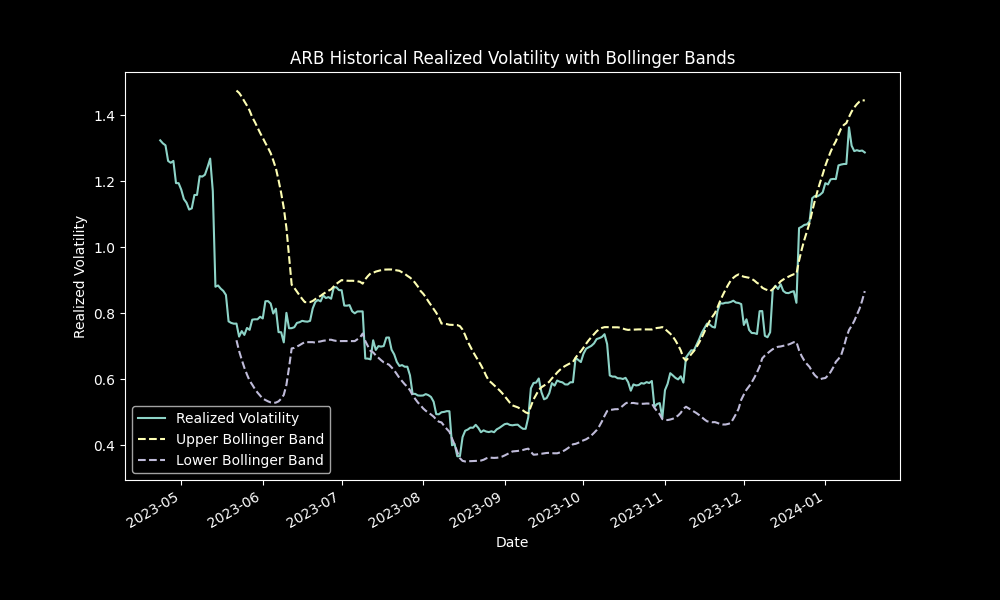 ARB Historical Realized Volatility with Bollinger Bands
Realized Volatility
1.4
1.2
1.0
0.8
0.6
0.4
Realized Volatility
Upper Bollinger Band
Lower Bollinger Band
2023-05
2023-06
2023-07
2023-08
2023-09
2023-10
2023-11
2023-12
2024-01
Date